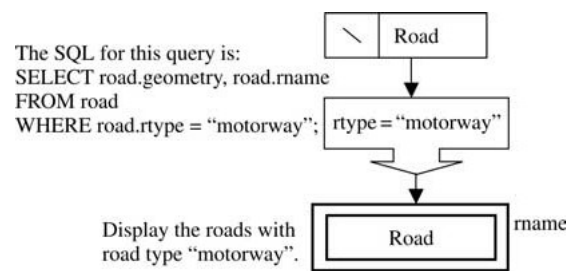 Road
The SQL for this query is:
SELECT road.geometry, road.rname
FROM road
WHERE road.rtype = “motorway”;
rtype = “motorway”
Display the roads with
road type “motorway”.
Road
rname